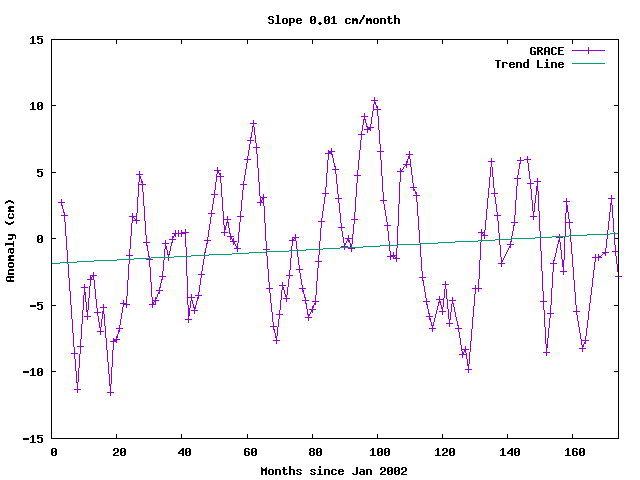 Slope 0.01 cm/month
15
GRACE
Trend Line
10
5
0
-5
-10
-15
Anomaly (cm)
0 20 40 60 80 100 120 140 160
Months since Jan 2002